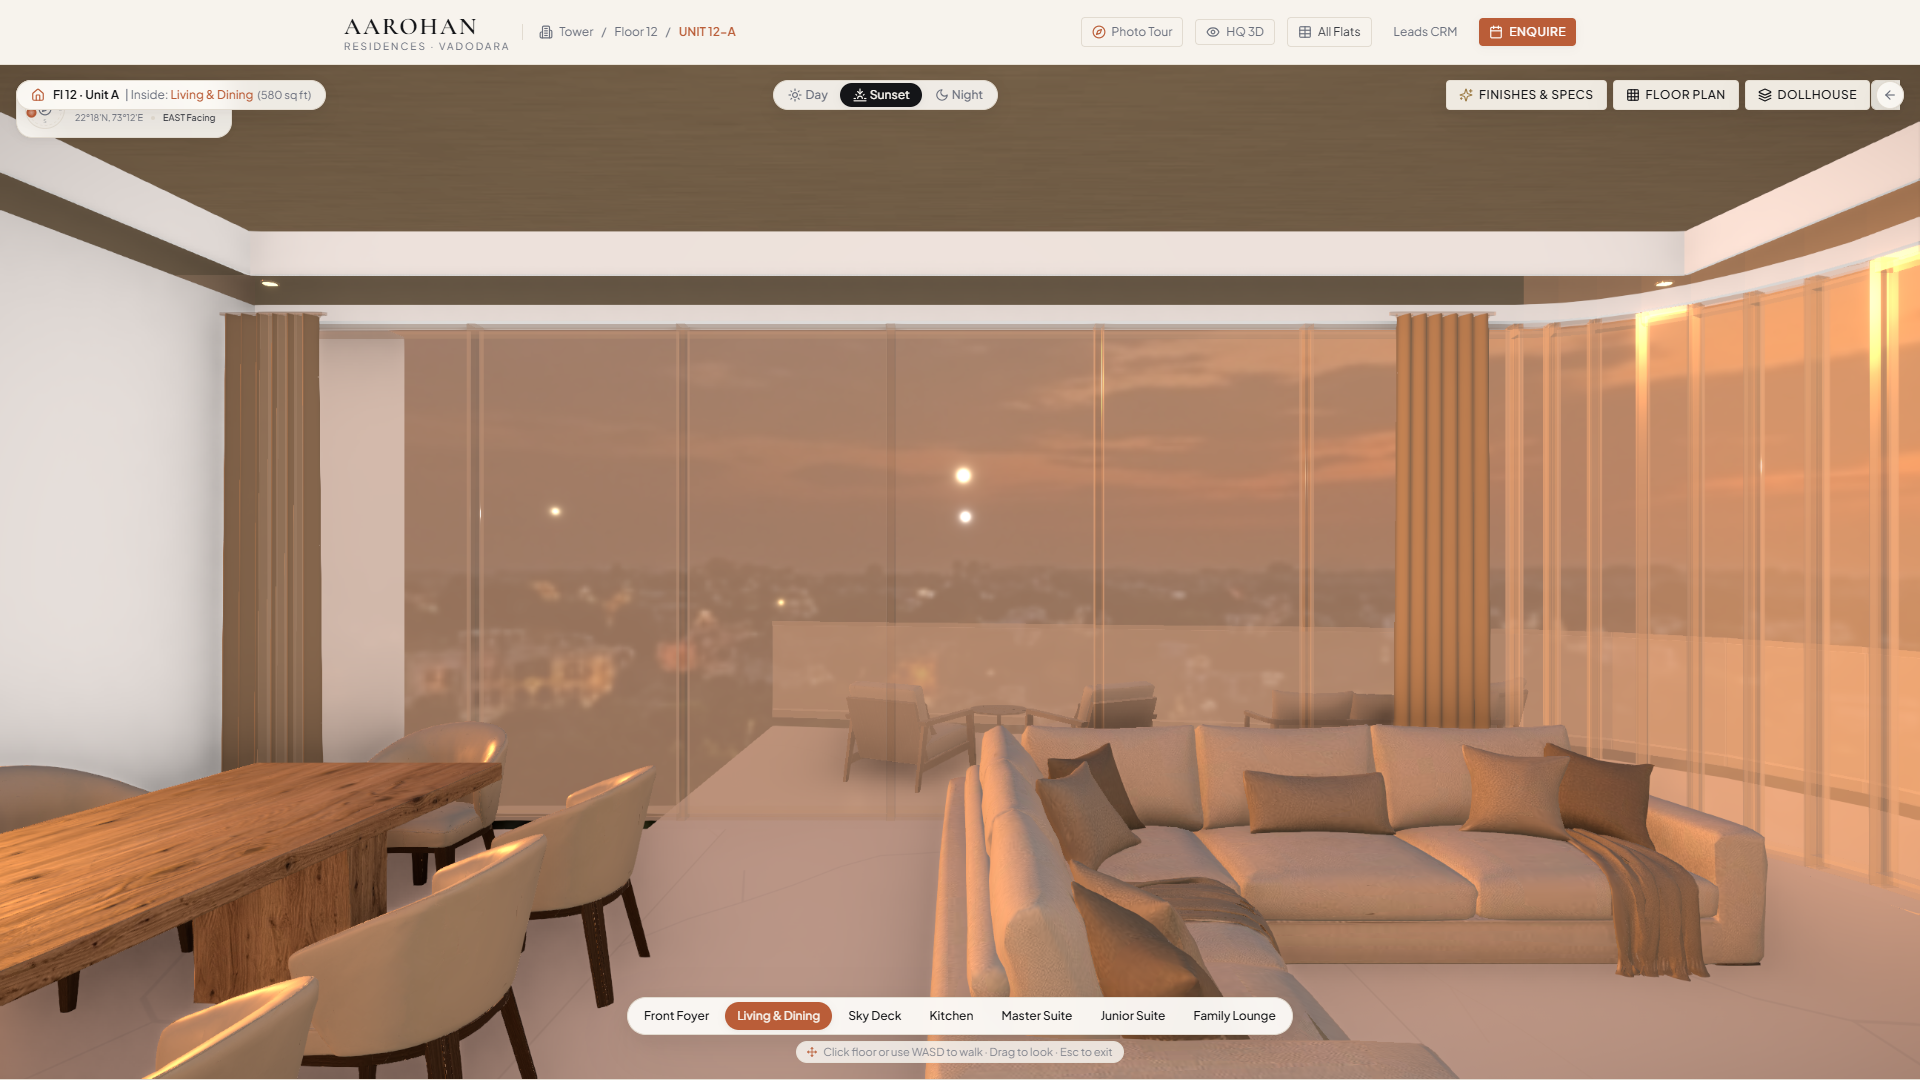 AAROHAN
RESIDENCES · VADODARA
Tower / Floor 12 / UNIT 12-A
Photo Tour
HQ 3D
All Flats
Leads CRM
ENQUIRE
Fl 12 · Unit A | Inside: Living & Dining (580 sq ft)
22°18'N, 73°12'E EAST Facing
Day
Sunset
Night
FINISHES & SPECS
FLOOR PLAN
DOLLHOUSE
Front Foyer
Living & Dining
Sky Deck
Kitchen
Master Suite
Junior Suite
Family Lounge
Click floor or use WASD to walk · Drag to look · Esc to exit